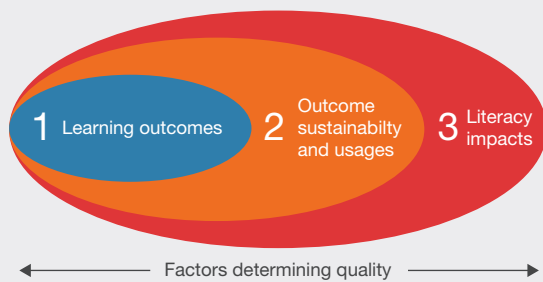 1 Learning outcomes
2 Outcome
sustainabilty
and usages
3 Literacy
impacts
Factors determining quality